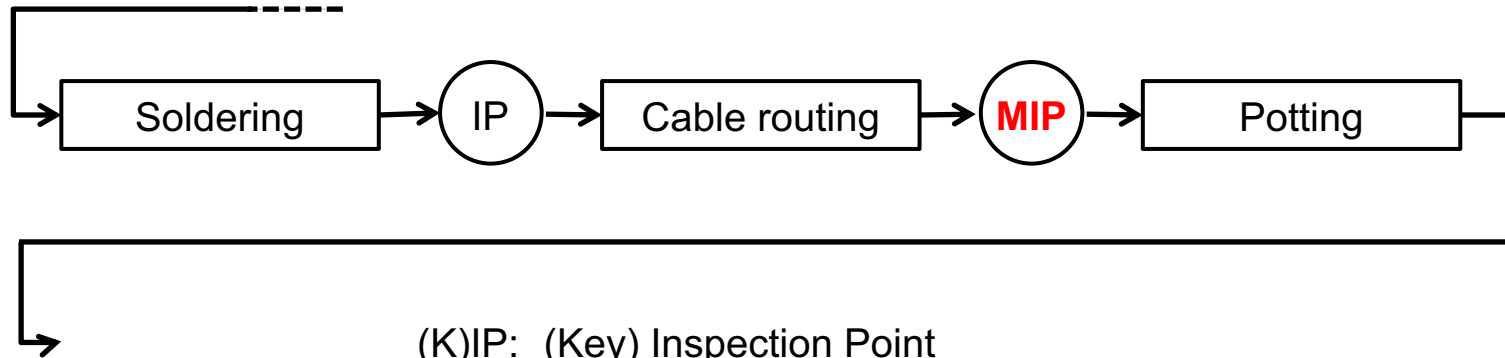 Soldering IP Cable routing MIP Potting
(K)IP: (Key) Inspection Point